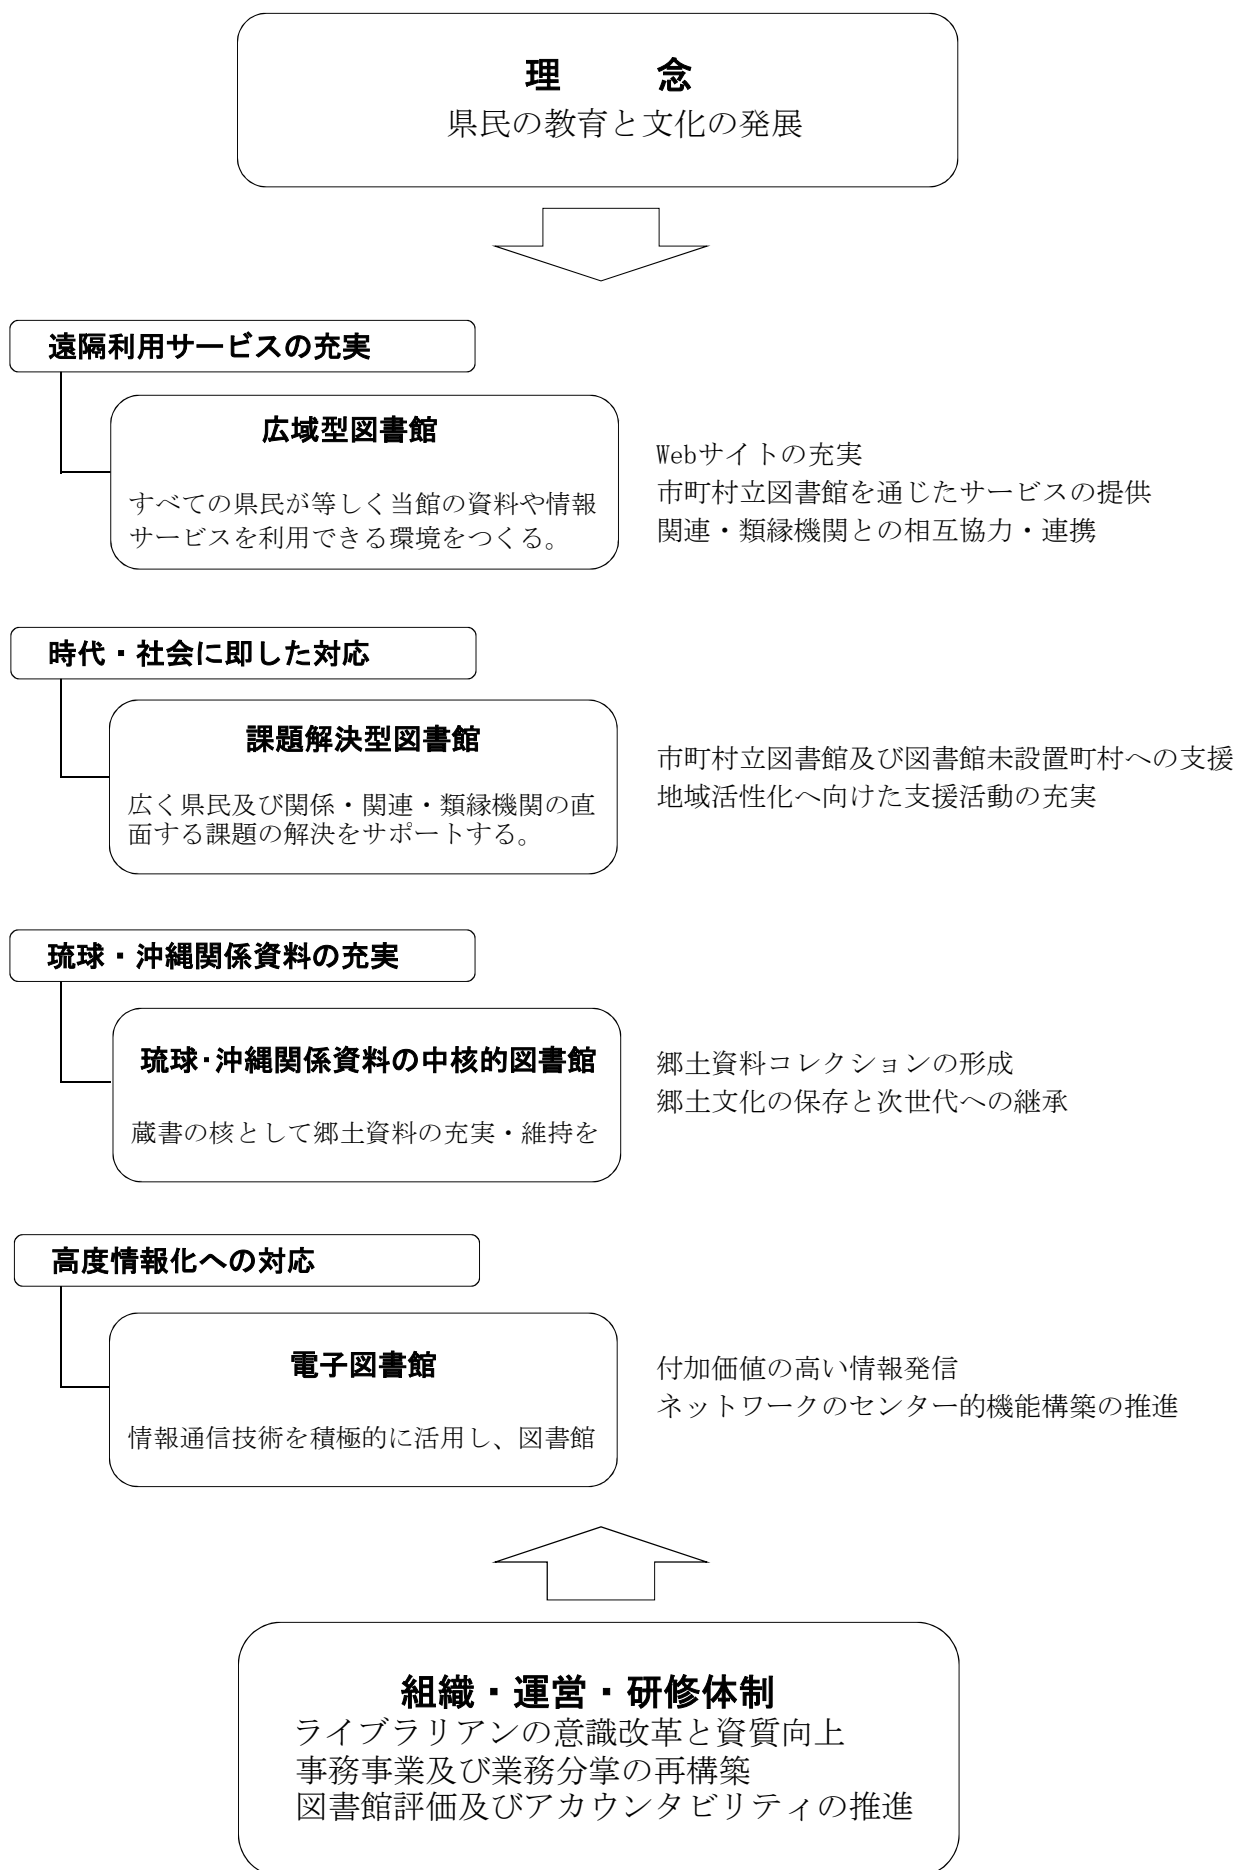 理　　念
県民の教育と文化の発展
遠隔利用サービスの充実
広域型図書館
すべての県民が等しく当館の資料や情報
サービスを利用できる環境をつくる。
Webサイトの充実
市町村立図書館を通じたサービスの提供
関連・類縁機関との相互協力・連携
時代・社会に即した対応
課題解決型図書館
広く県民及び関係・関連・類縁機関の直
面する課題の解決をサポートする。
市町村立図書館及び図書館未設置町村への支援
地域活性化へ向けた支援活動の充実
琉球・沖縄関係資料の充実
琉球・沖縄関係資料の中核的図書館
蔵書の核として郷土資料の充実・維持を
郷土資料コレクションの形成
郷土文化の保存と次世代への継承
高度情報化への対応
電子図書館
情報通信技術を積極的に活用し、図書館
付加価値の高い情報発信
ネットワークのセンター的機能構築の推進
組織・運営・研修体制
ライブラリアンの意識改革と資質向上
事務事業及び業務分掌の再構築
図書館評価及びアカウンタビリティの推進